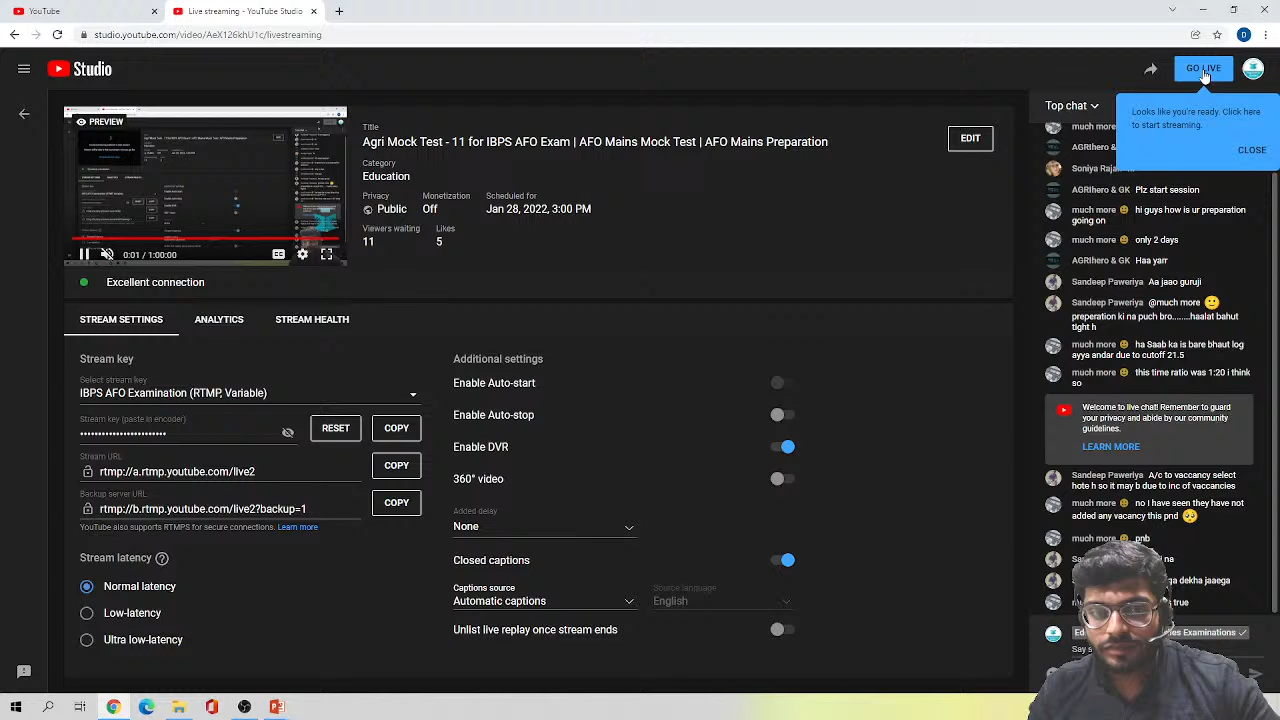 YouTube
Live streaming - YouTube Studio
studio.youtube.com/video/AeX126khU1c/livestreaming
D
Studio
GO LIVE
PREVIEW
0:01 / 1:00:00
Title
Agri Mock Test - 11 for IBPS AFO Exam | AFO Mains Mock Test | AFO Mains Preparation
EDIT
Category
Education
Privacy
Monetization
Scheduled for
Public
Off
Jan 28, 2022, 3:00 PM
Viewers waiting
Likes
11
5
Excellent connection
STREAM SETTINGS
ANALYTICS
STREAM HEALTH
Stream key
Select stream key
IBPS AFO Examination (RTMP, Variable)
Stream key (paste in encoder)
RESET
COPY
Stream URL
rtmp://a.rtmp.youtube.com/live2
COPY
Backup server URL
rtmp://b.rtmp.youtube.com/live2?backup=1
COPY
YouTube also supports RTMPS for secure connections. Learn more
Stream latency
Normal latency
Low-latency
Ultra low-latency
Additional settings
Enable Auto-start
Enable Auto-stop
Enable DVR
360° video
Added delay
None
Closed captions
Captions source
Automatic captions
Source language
English
Unlist live replay once stream ends
Top chat
Looks like you're ready. Click here
to start streaming.
CLOSE
much more
AGRIhero &
Soniya Raja
AGRIhero & GK Plz start session
much more hi guys how's ur preparation
going on
much more only 2 days
AGRIhero & GK Haa yarr
Sandeep Paweriya Aa jaao guruji
Sandeep Paweriya @much more
preperation ki na puch bro........haalat bahut
tight h
much more ha Saab ka is bare bhaut log
ayya andar due to cutoff 21.5
much more this time ratio was 1:20 i think
so
Welcome to live chat! Remember to guard
your privacy and abide by our community
guidelines.
LEARN MORE
Sandeep Paweriya A/c to vaccancy select
hote h so it may b due to inc of vaccancies
much more no I have seen they have not
added any vacancy this pnd
much more pnb
na
dekha jaega
true
Examinations